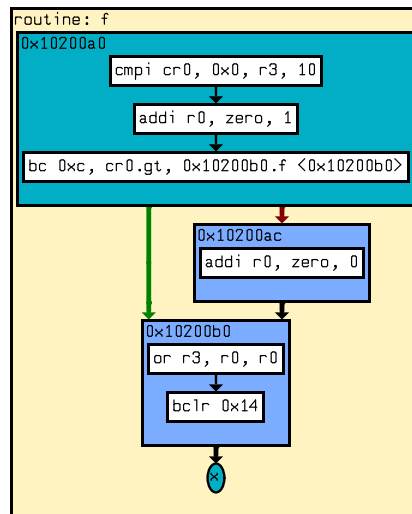 routine: f
0x10200a0
cmpi cr0, 0x0, r3, 10
addi r0, zero, 1
bc 0xc, cr0.gt, 0x10200b0.f <0x10200b0>
0x10200ac
addi r0, zero, 0
0x10200b0
or r3, r0, r0
bclr 0x14
x